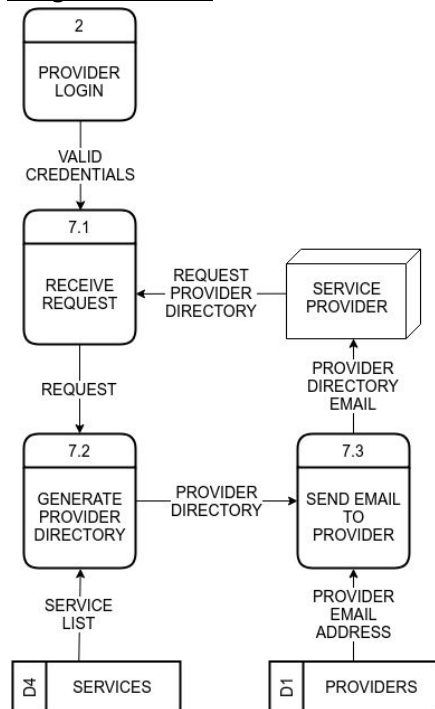 2
PROVIDER
LOGIN
VALID
CREDENTIALS
7.1
RECEIVE
REQUEST
REQUEST
PROVIDER
DIRECTORY
SERVICE
PROVIDER
REQUEST
PROVIDER
DIRECTORY
EMAIL
7.2
GENERATE
PROVIDER
DIRECTORY
PROVIDER
DIRECTORY
7.3
SEND EMAIL
TO
PROVIDER
SERVICE
LIST
PROVIDER
EMAIL
ADDRESS
D4
SERVICES
D1
PROVIDERS